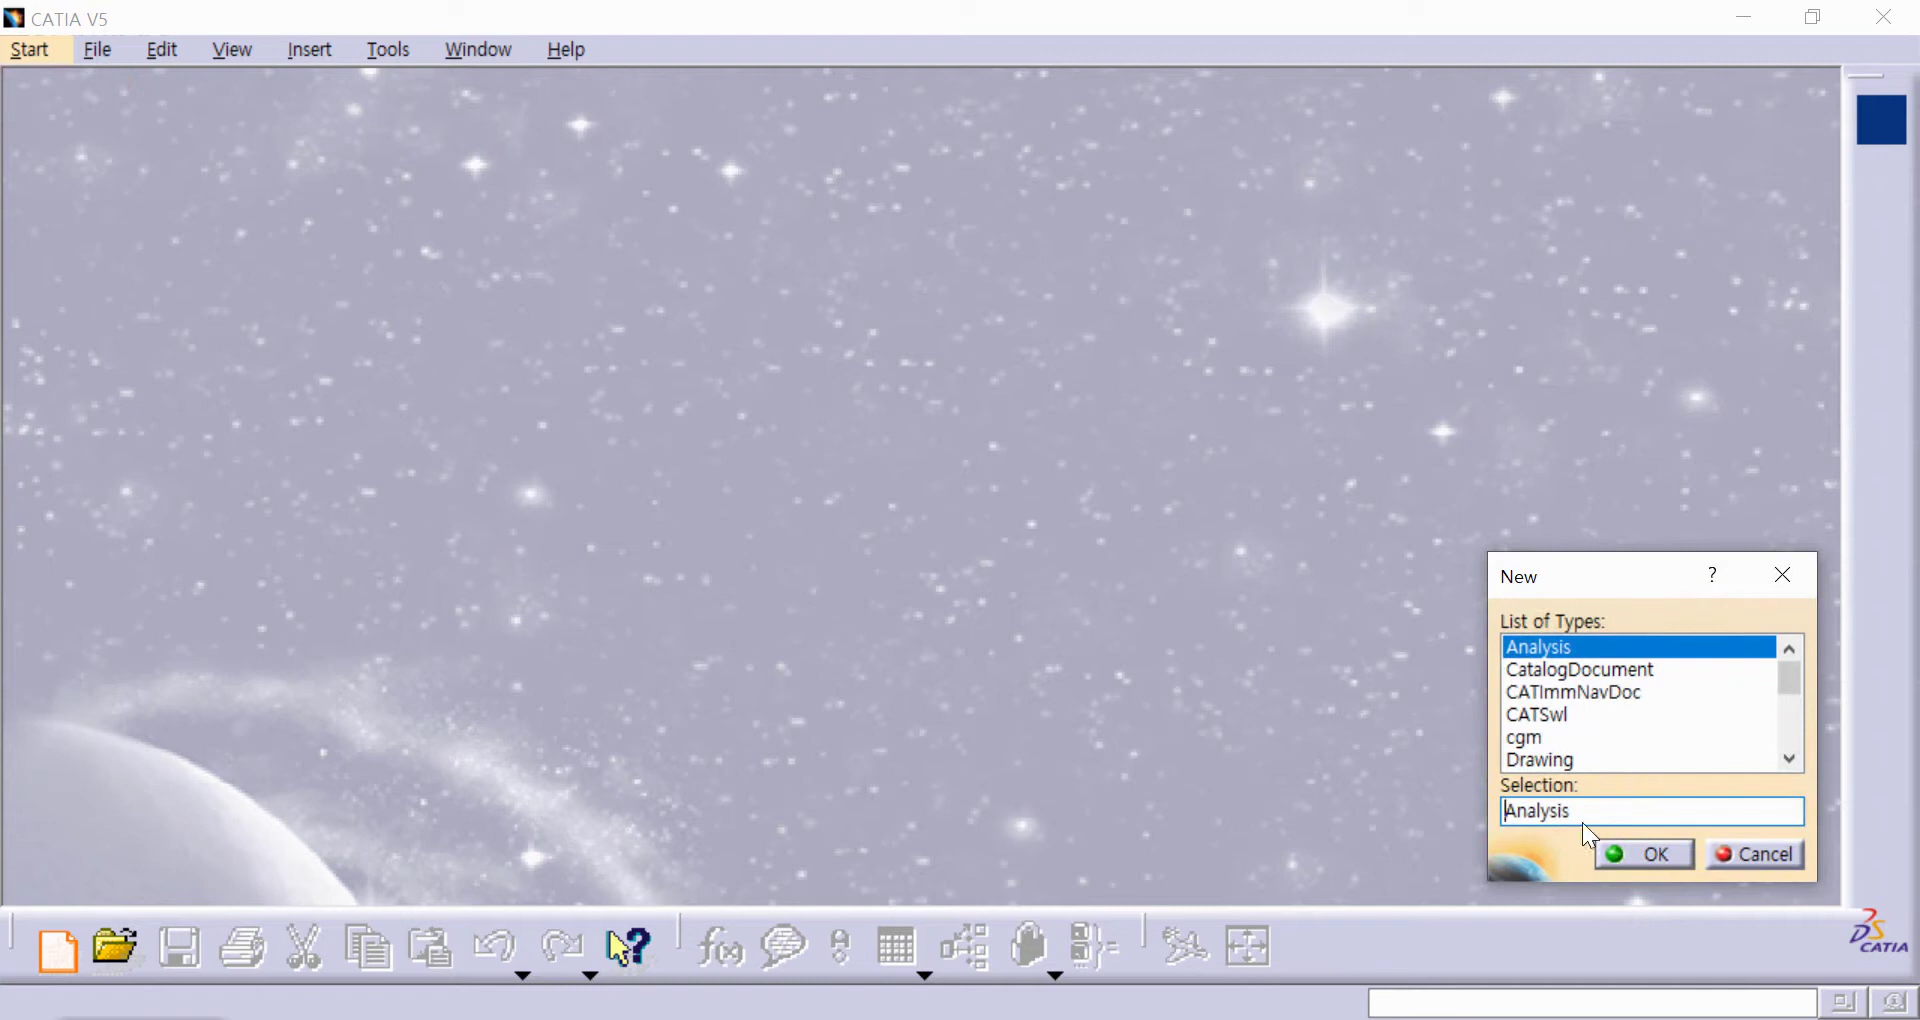 CATIA V5
Start File Edit View Insert Tools Window Help
New ?
List of Types:
Analysis
CatalogDocument
CATImmNavDoc
CATSwl
cgm
Drawing
Selection:
Analysis
OK Cancel
? f(x)
DS
CATIA